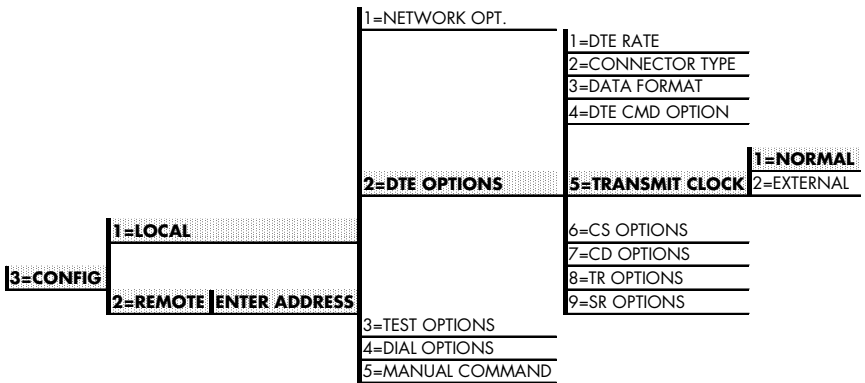 1=NETWORK OPT.
1=DTE RATE
2=CONNECTOR TYPE
3=DATA FORMAT
4=DTE CMD OPTION
1=NORMAL
2=DTE OPTIONS
5=TRANSMIT CLOCK
2=EXTERNAL
1=LOCAL
6=CS OPTIONS
7=CD OPTIONS
3=CONFIG
8=TR OPTIONS
2=REMOTE
ENTER ADDRESS
9=SR OPTIONS
3=TEST OPTIONS
4=DIAL OPTIONS
5=MANUAL COMMAND